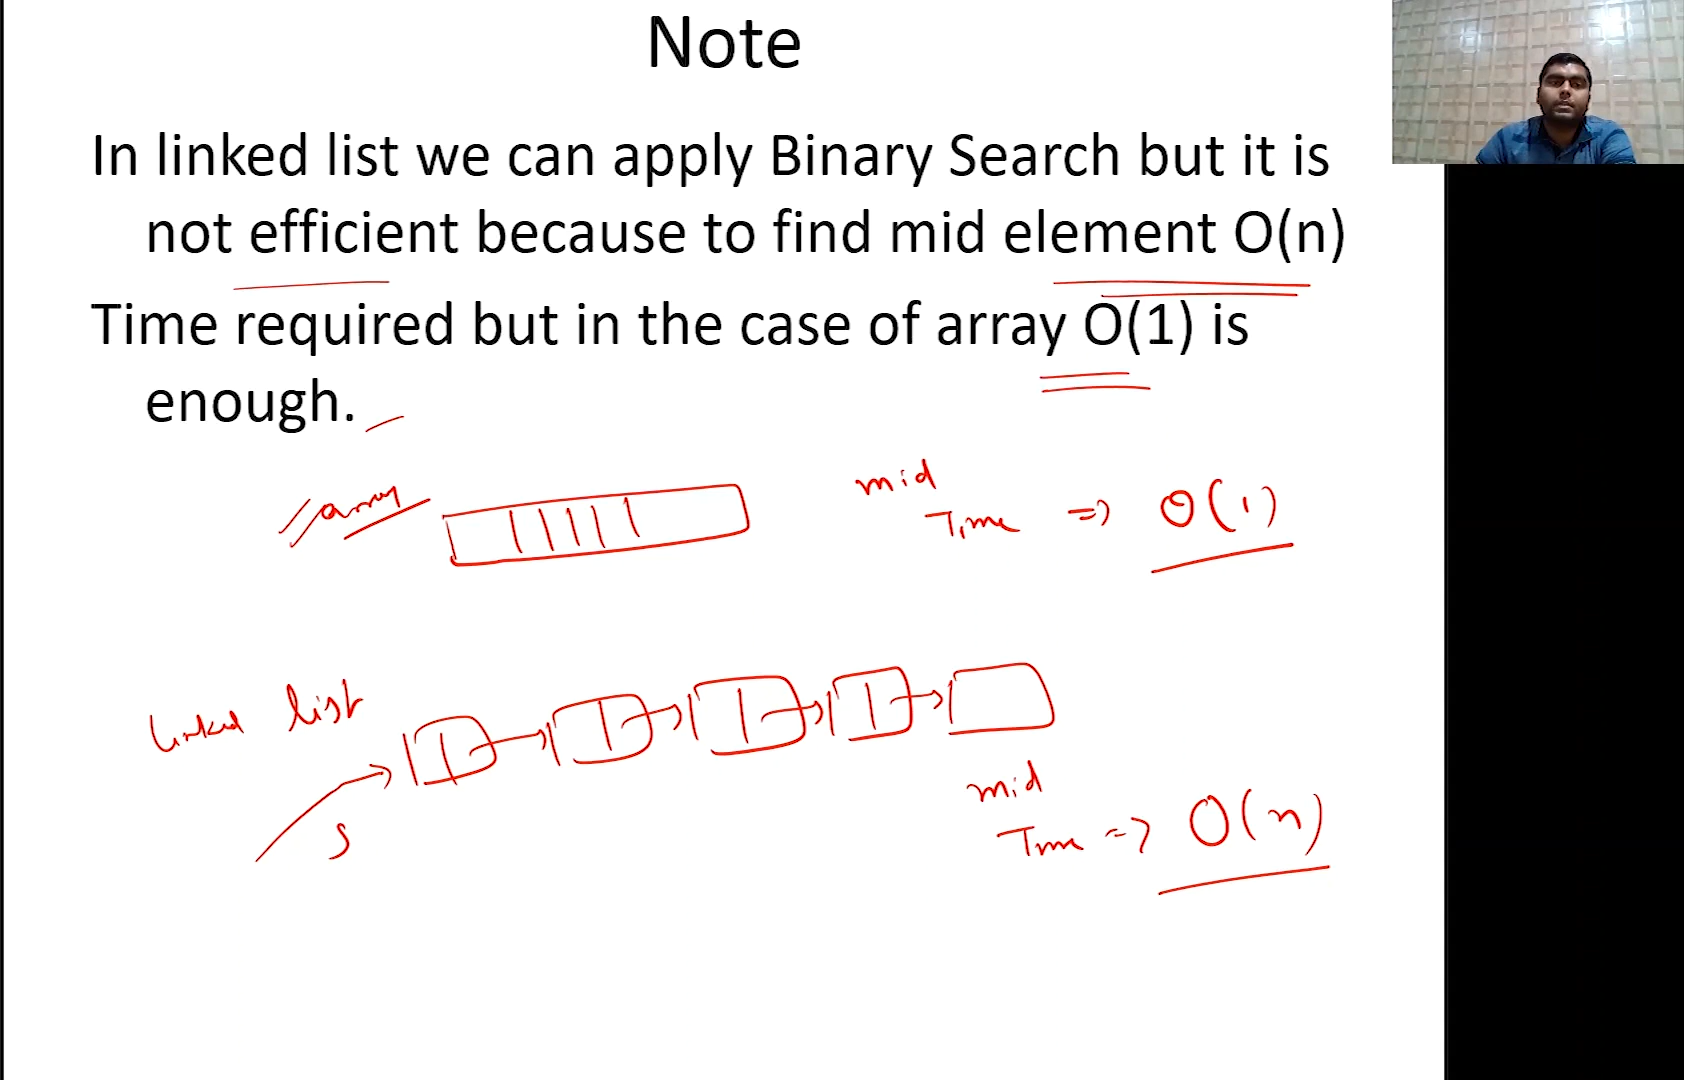 Note
In linked list we can apply Binary Search but it is
not efficient because to find mid element O(n)
Time required but in the case of array O(1) is
enough.
array
mid
Time => O(1)
linked list
S
mid
Time => O(n)